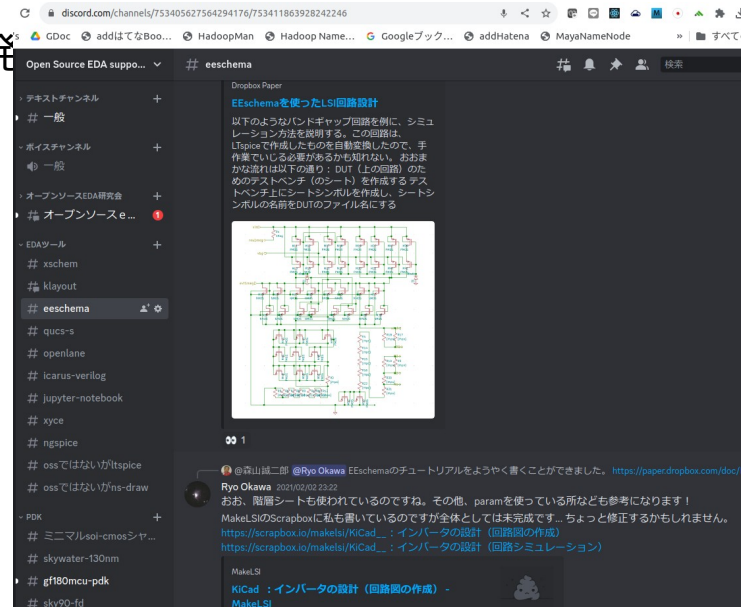 discord.com/channels/753405627564294176/753411863928242246
GDoc addはてなBoo... HadoopMan Hadoop Name... Googleブック... addHatena MayaNameNode » すべて
Open Source EDA suppo...
# eeschema
検索
テキストチャンネル
# 一般
ボイスチャンネル
一般
オープンソースEDA研究会
オープンソースe... 1
EDAツール
# xschem
klayout
# eeschema
# qucs-s
# openlane
# icarus-verilog
# jupyter-notebook
# xyce
# ngspice
# ossではないがltspice
# ossではないがns-draw
PDK
# ミニマルsoi-cmosシャ...
# skywater-130nm
# gf180mcu-pdk
# sky90-fd
Dropbox Paper
EEschemaを使ったLSI回路設計
以下のようなバンドギャップ回路を例に、シミュ
レーション方法を説明する。この回路は、
LTspiceで作成したものを自動変換したので、手
作業でいじる必要があるかも知れない。 おおま
かな流れは以下の通り： DUT（上の回路）のた
めのテストベンチ（のシート）を作成する テス
トベンチ上にシートシンボルを作成し、シートシ
ンボルの名前をDUTのファイル名にする
1
@森山誠二郎 @Ryo Okawa EEschemaのチュートリアルをようやく書くことができました。 https://paper.dropbox.com/doc/
Ryo Okawa 2021/02/02 23:22
おお、階層シートも使われているのですね。その他、paramを使っている所なども参考になります！
MakeLSIのScrapboxに私も書いているのですが全体としては未完成です... ちょっと修正するかもしれません。
https://scrapbox.io/makelsi/KiCad__：インバータの設計（回路図の作成）
https://scrapbox.io/makelsi/KiCad__：インバータの設計（回路シミュレーション）
MakeLSI
KiCad ：インバータの設計（回路図の作成） -
MakeLSI